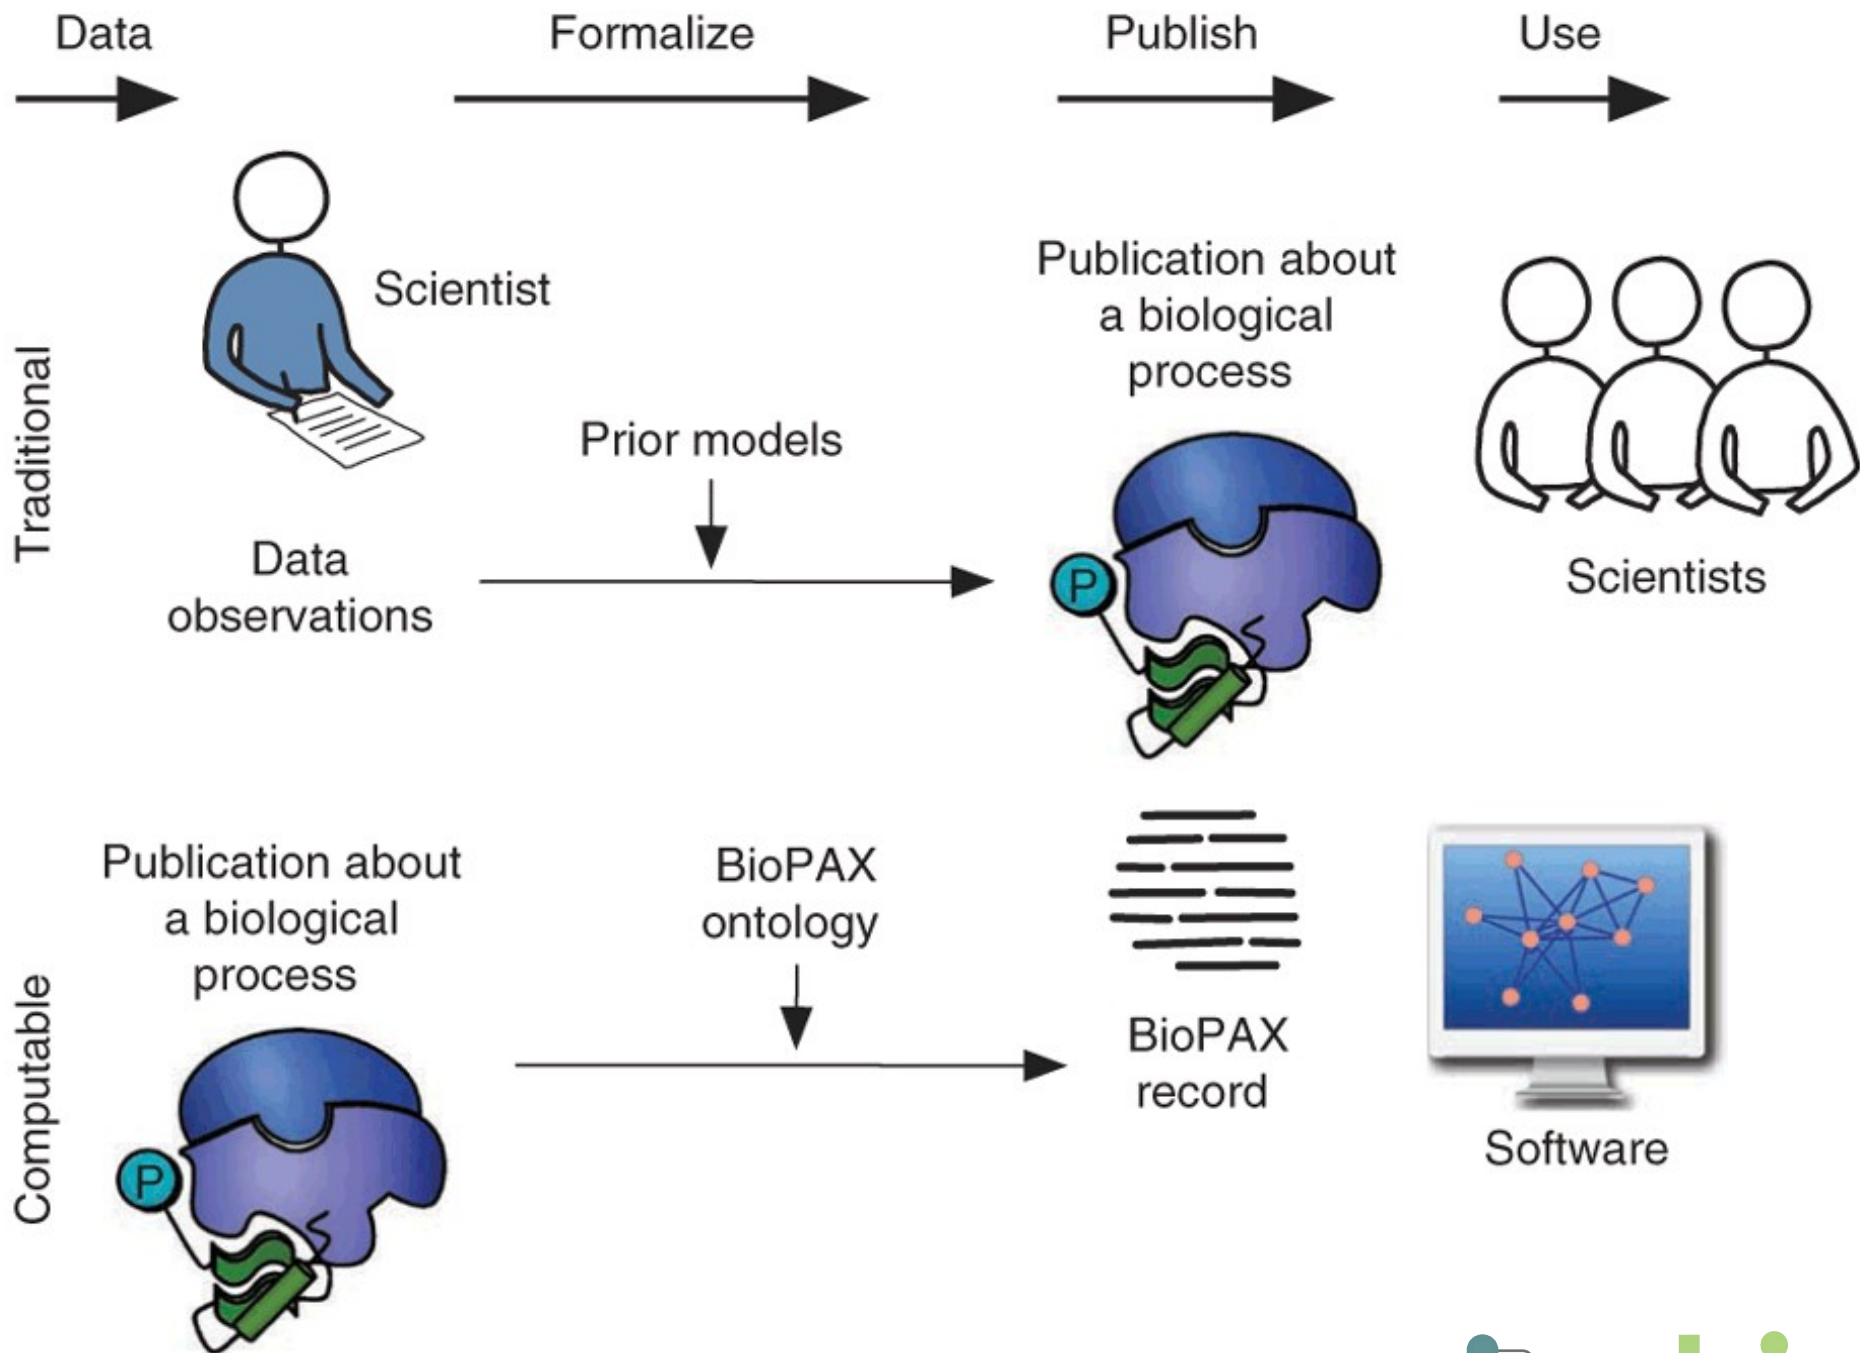 Data
Formalize
Publish
Use
Traditional
Scientist
Data
observations
Prior models
Publication about
a biological
process
P
Scientists
Computable
Publication about
a biological
process
P
BioPAX
ontology
BioPAX
record
Software